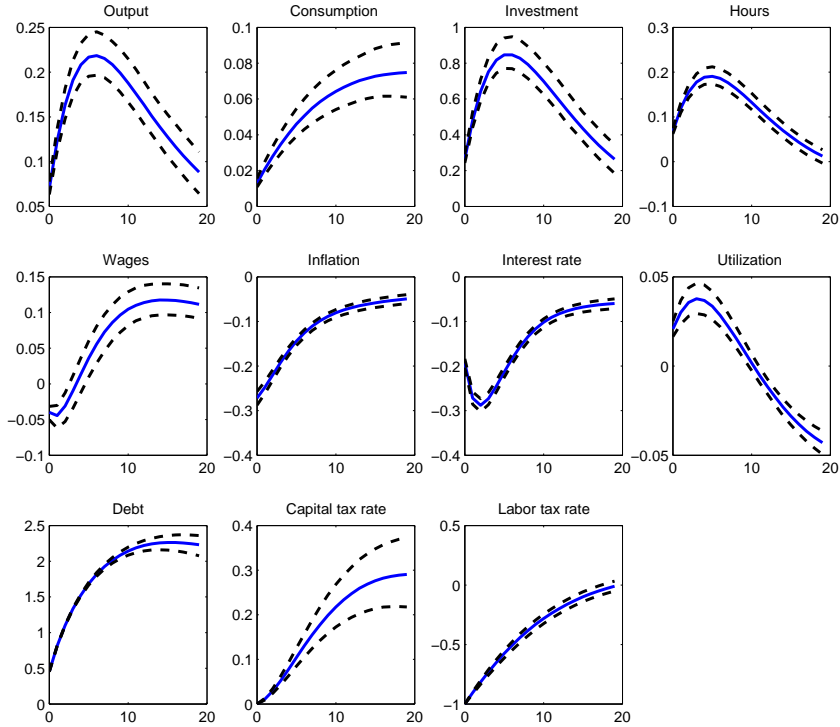 Output
0.25
0.2
0.15
0.1
0.05
0 10 20
Consumption
0.1
0.08
0.06
0.04
0.02
0
0 10 20
Investment
1
0.8
0.6
0.4
0.2
0
0 10 20
Hours
0.3
0.2
0.1
0
−0.1
0 10 20
Wages
0.15
0.1
0.05
0
−0.05
−0.1
0 10 20
Inflation
0
−0.1
−0.2
−0.3
−0.4
0 10 20
Interest rate
0
−0.1
−0.2
−0.3
−0.4
0 10 20
Utilization
0.05
0
−0.05
0 10 20
Debt
2.5
2
1.5
1
0.5
0
0 10 20
Capital tax rate
0.4
0.3
0.2
0.1
0
0 10 20
Labor tax rate
0.5
0
−0.5
−1
0 10 20